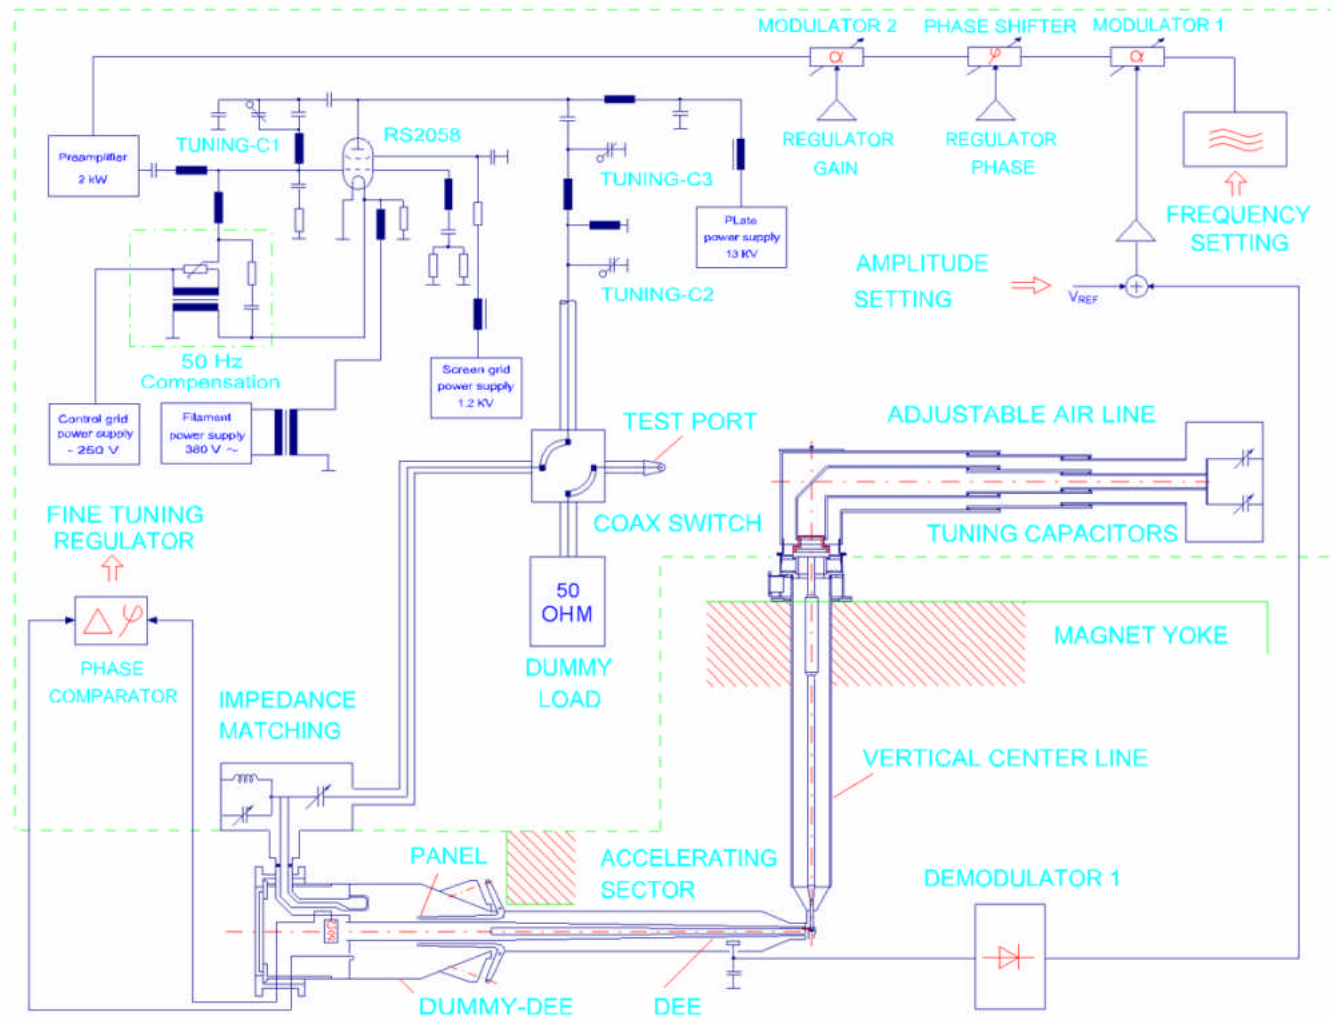 MODULATOR 2
PHASE SHIFTER
MODULATOR 1
α
φ
α
REGULATOR
GAIN
REGULATOR
PHASE
FREQUENCY
SETTING
TUNING-C1
RS2058
Preamplifier
2 kW
TUNING-C3
PLate
power supply
13 KV
TUNING-C2
AMPLITUDE
SETTING
VREF
+
50 Hz
Compensation
Screen grid
power supply
1.2 KV
Control grid
power supply
- 250 V
Filament
power supply
380 V ~
TEST PORT
ADJUSTABLE AIR LINE
COAX SWITCH
TUNING CAPACITORS
FINE TUNING
REGULATOR
50
OHM
△ φ
MAGNET YOKE
PHASE
COMPARATOR
DUMMY
LOAD
IMPEDANCE
MATCHING
VERTICAL CENTER LINE
PANEL
ACCELERATING
SECTOR
DEMODULATOR 1
50Ω
DUMMY-DEE
DEE